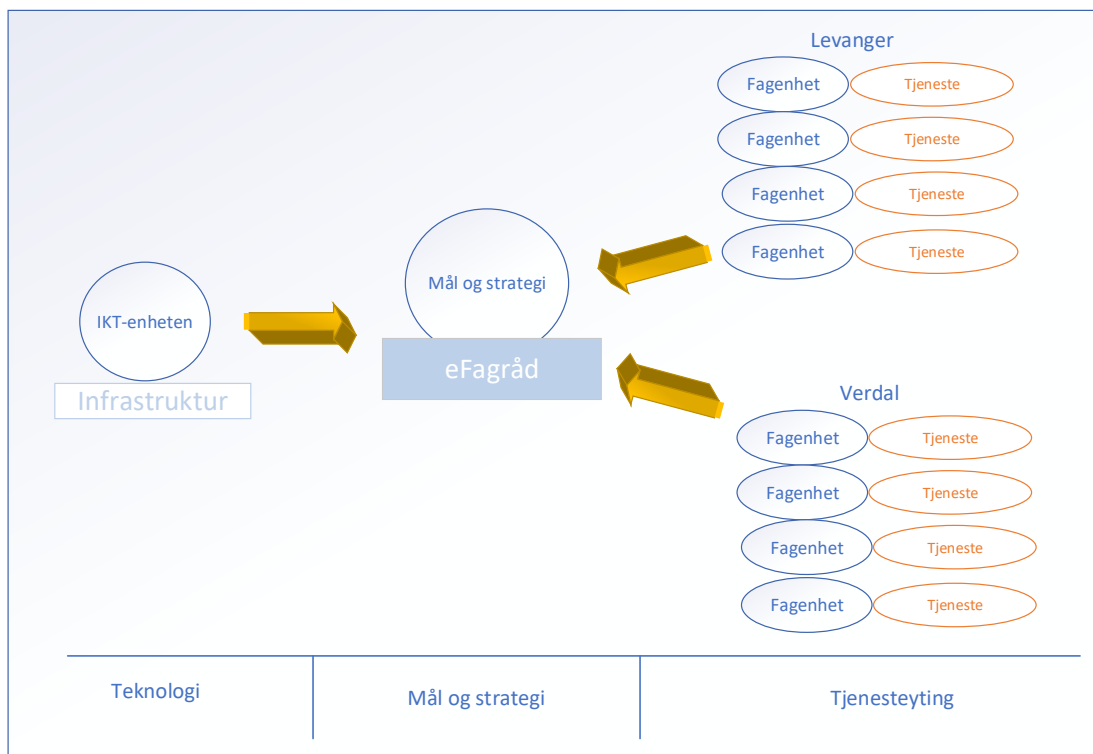 Levanger
Fagenhet Tjeneste
Fagenhet Tjeneste
Fagenhet Tjeneste
Fagenhet Tjeneste
Mål og strategi
eFagråd
IKT-enheten
Infrastruktur
Verdal
Fagenhet Tjeneste
Fagenhet Tjeneste
Fagenhet Tjeneste
Fagenhet Tjeneste
Teknologi
Mål og strategi
Tjenesteyting